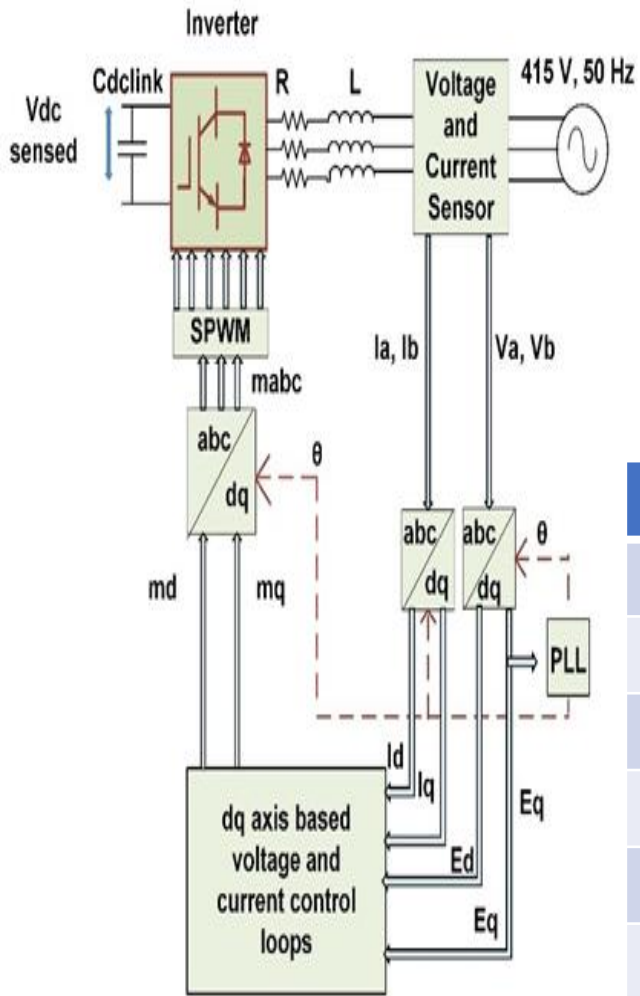 Inverter
Cdclink
R
L
415 V, 50 Hz
Vdc
sensed
Voltage
and
Current
Sensor
SPWM
Ia, Ib
Va, Vb
mabc
abc
dq
θ
abc
dq
abc
dq
θ
md
mq
PLL
Id
Iq
Eq
Ed
Eq
dq axis based
voltage and
current control
loops